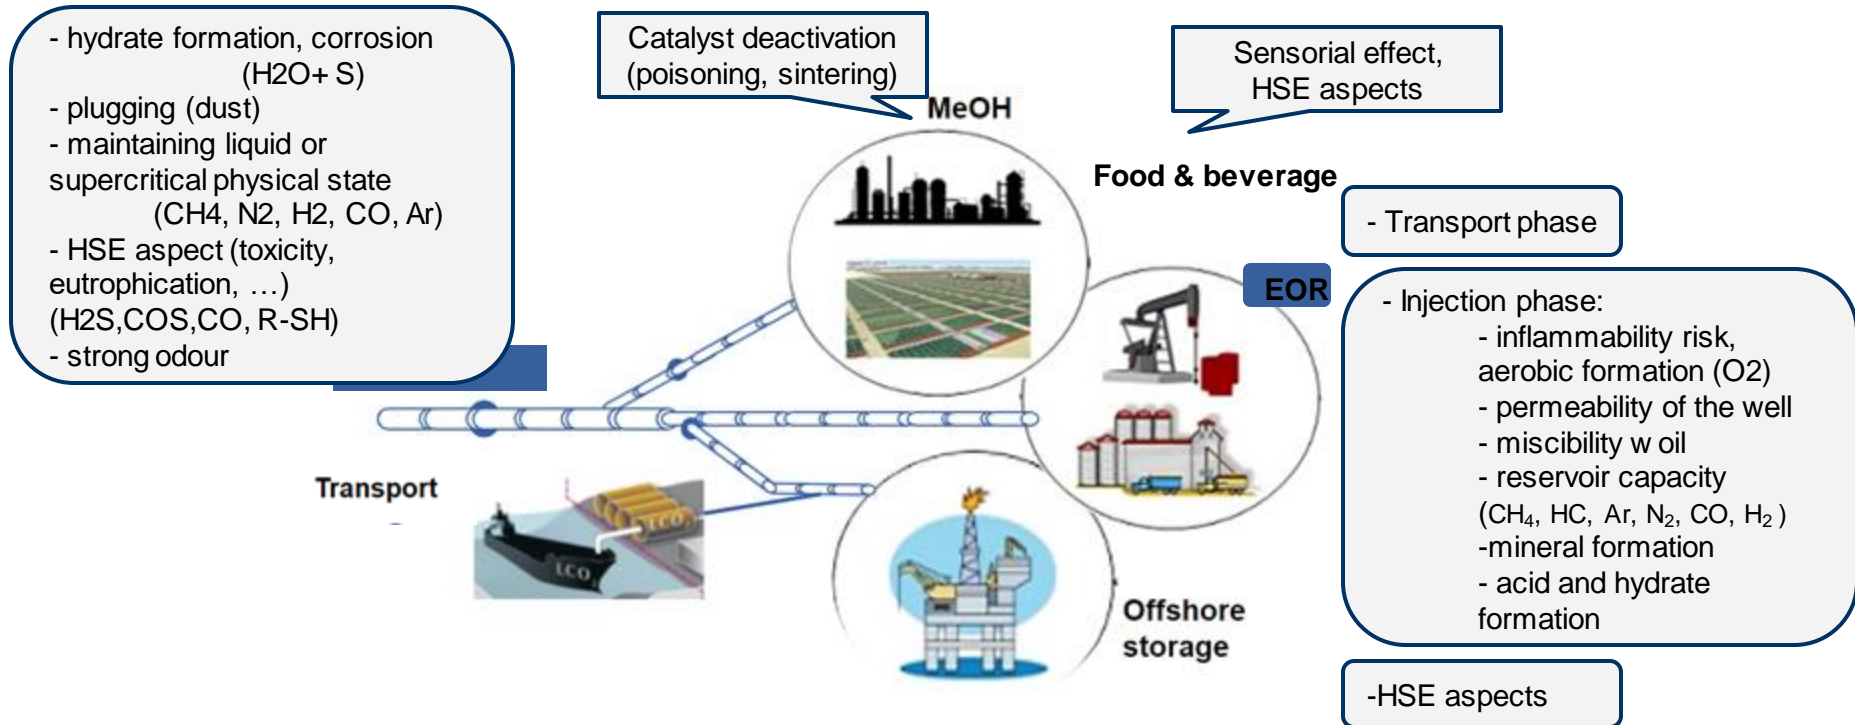 - hydrate formation, corrosion
(H2O+ S)
- plugging (dust)
- maintaining liquid or
supercritical physical state
(CH4, N2, H2, CO, Ar)
- HSE aspect (toxicity,
eutrophication, …)
(H2S,COS,CO, R-SH)
- strong odour
Catalyst deactivation
(poisoning, sintering)
Sensorial effect,
HSE aspects
MeOH
Food & beverage
EOR
- Transport phase
- Injection phase:
- inflammability risk,
aerobic formation (O2)
- permeability of the well
- miscibility w oil
- reservoir capacity
(CH₄, HC, Ar, N₂, CO, H₂ )
-mineral formation
- acid and hydrate
formation
-HSE aspects
Transport
LCO
LCO
Offshore
storage